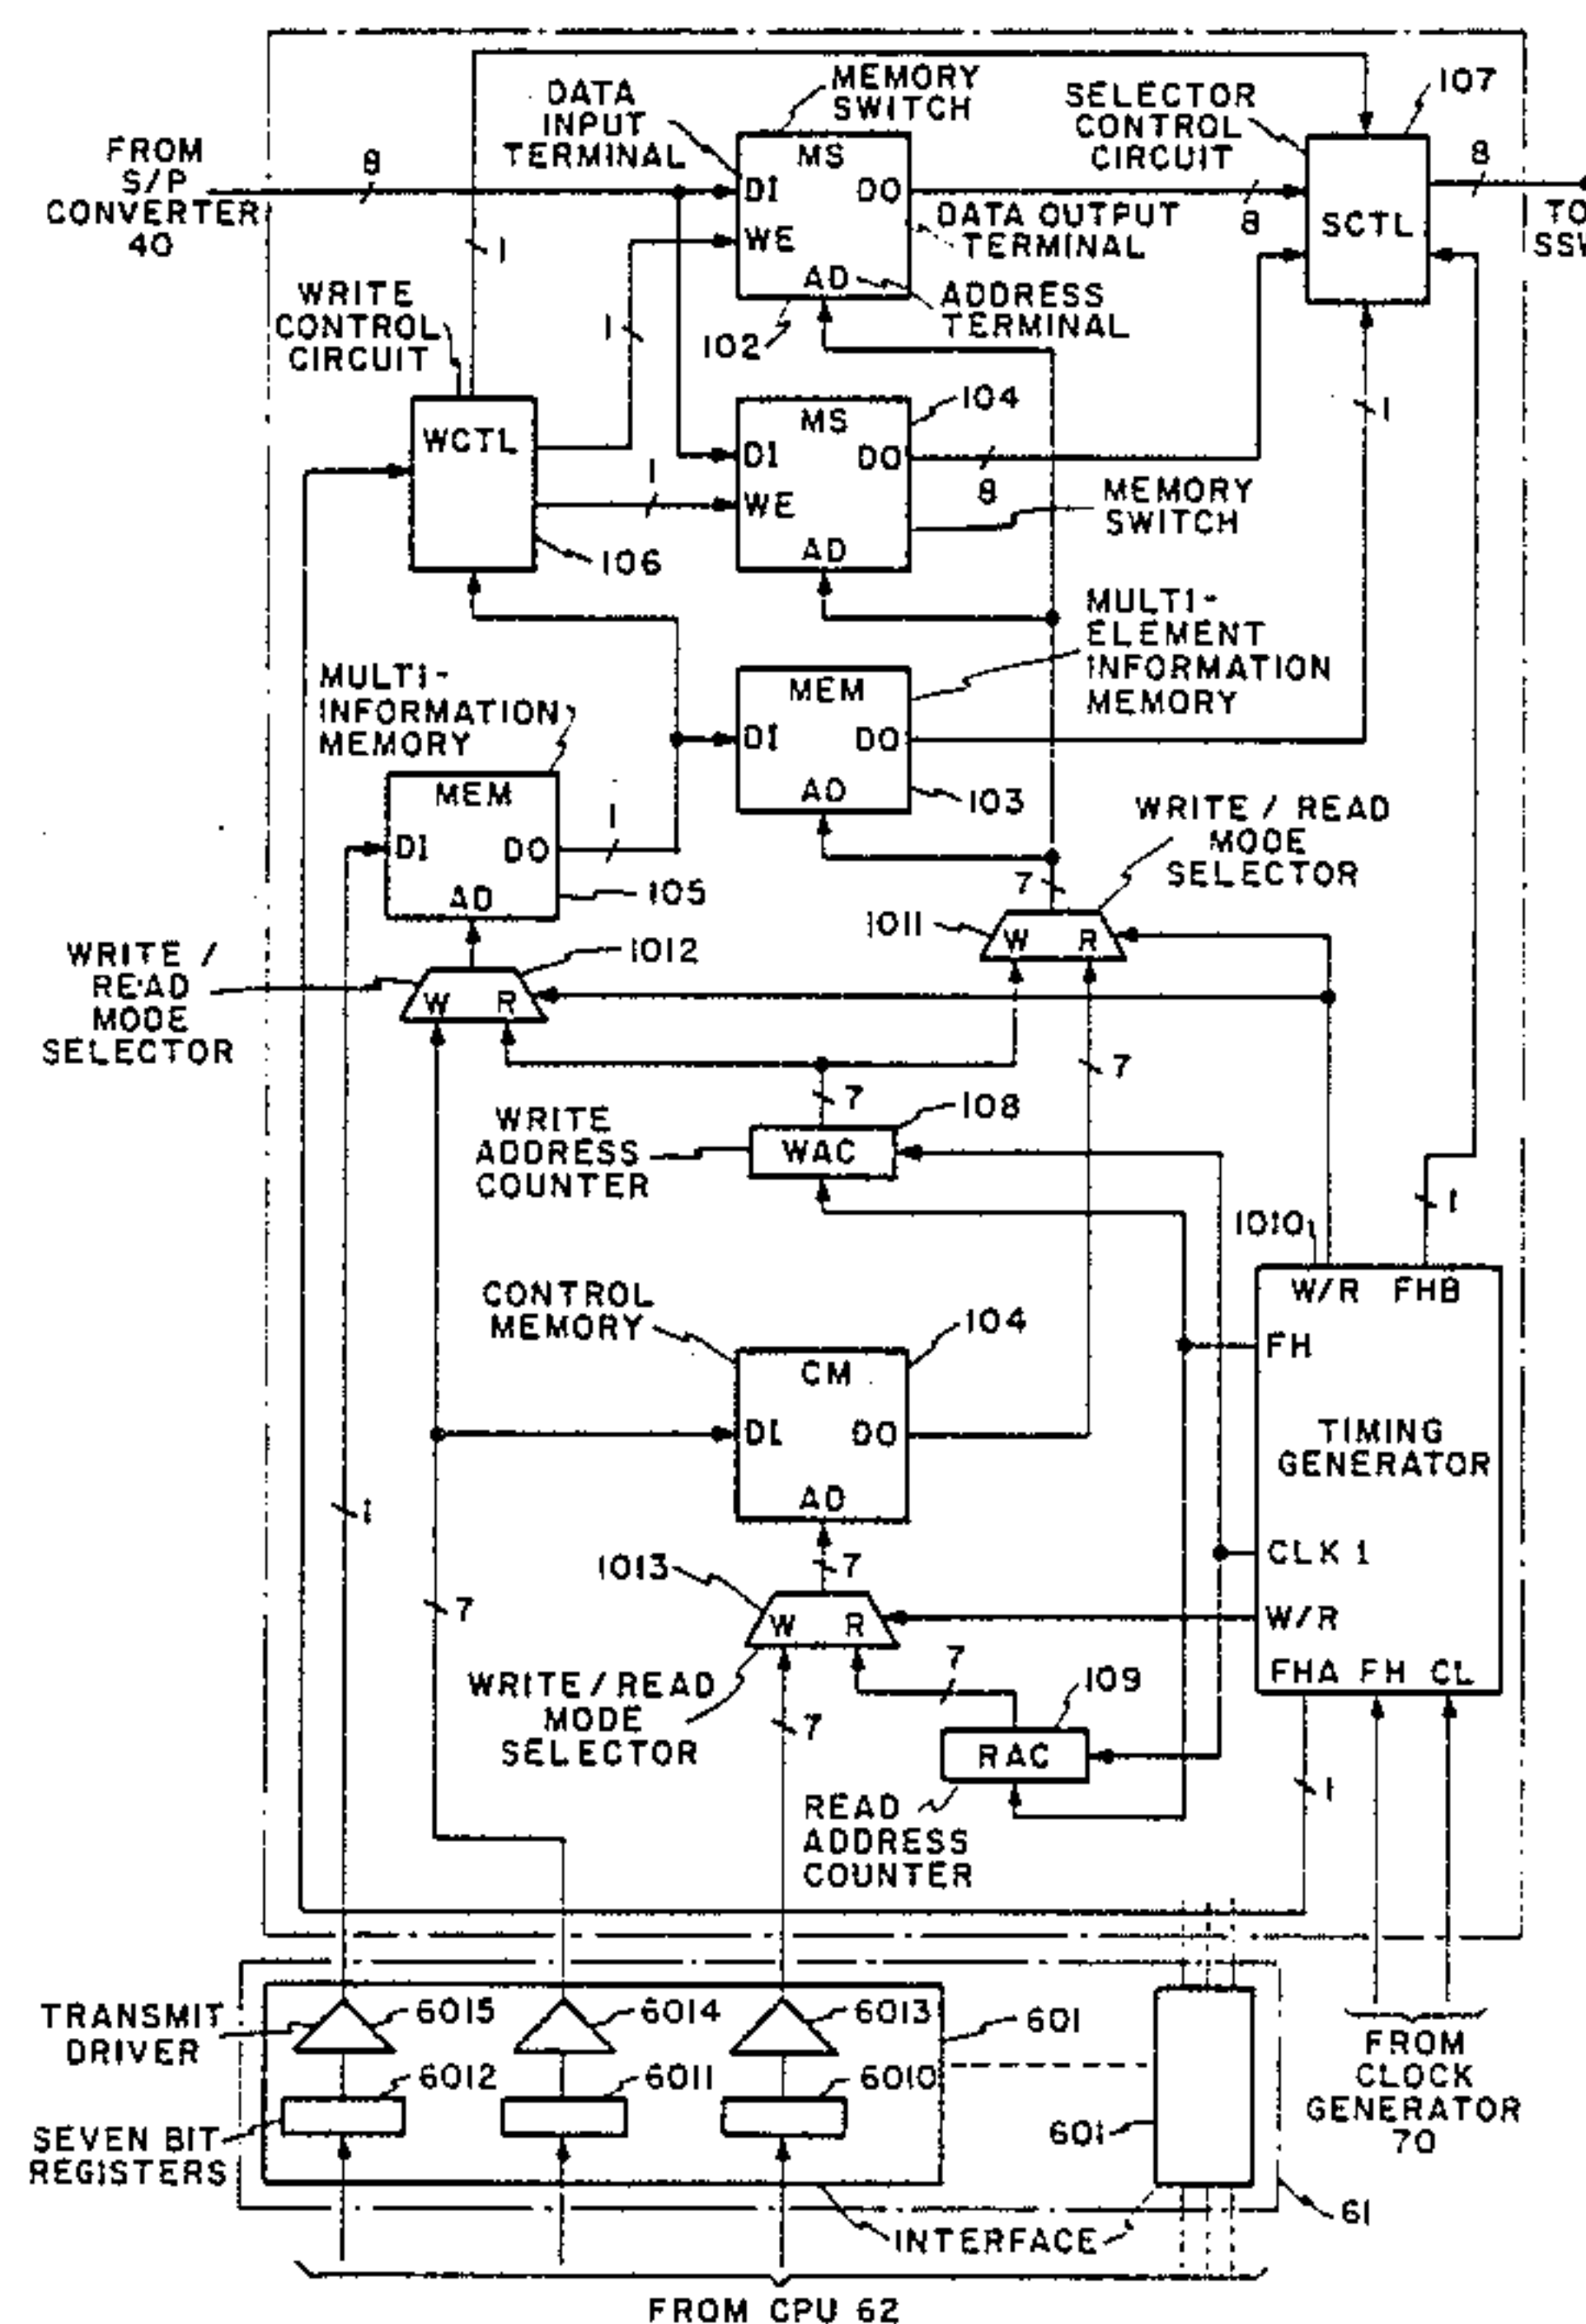 DATA
INPUT
TERMINAL
MEMORY
SWITCH
SELECTOR
CONTROL
CIRCUIT
107
FROM
S/P
CONVERTER
40
8
MS
DI
DO
WE
AD
DATA OUTPUT
TERMINAL
8
SCTL
8
TO
1
WRITE
CONTROL
CIRCUIT
1
102
ADDRESS
TERMINAL
WCTL
106
1
MS
104
DI
DO
WE
AD
8
MEMORY
SWITCH
1
MULTI-
ELEMENT
INFORMATION
MEMORY
MULTI-
INFORMATION
MEMORY
MEM
DI
DO
AD
103
MEM
DI
DO
AD
1
105
WRITE / READ
MODE
SELECTOR
7
1011
W R
WRITE /
READ
MODE
SELECTOR
1012
W R
7
7
WRITE
ADDRESS
COUNTER
108
WAC
1010
1
W/R FHB
FH
TIMING
GENERATOR
CLK 1
W/R
FHA FH CL
CONTROL
MEMORY
104
CM
DI
DO
AD
1
7
1013
7
W R
WRITE/READ
MODE
SELECTOR
7
7
109
RAC
READ
ADDRESS
COUNTER
1
TRANSMIT
DRIVER
6015
6014
6013
601
6012
6011
6010
SEVEN BIT
REGISTERS
601
FROM
CLOCK
GENERATOR
70
INTERFACE
61
FROM CPU 62